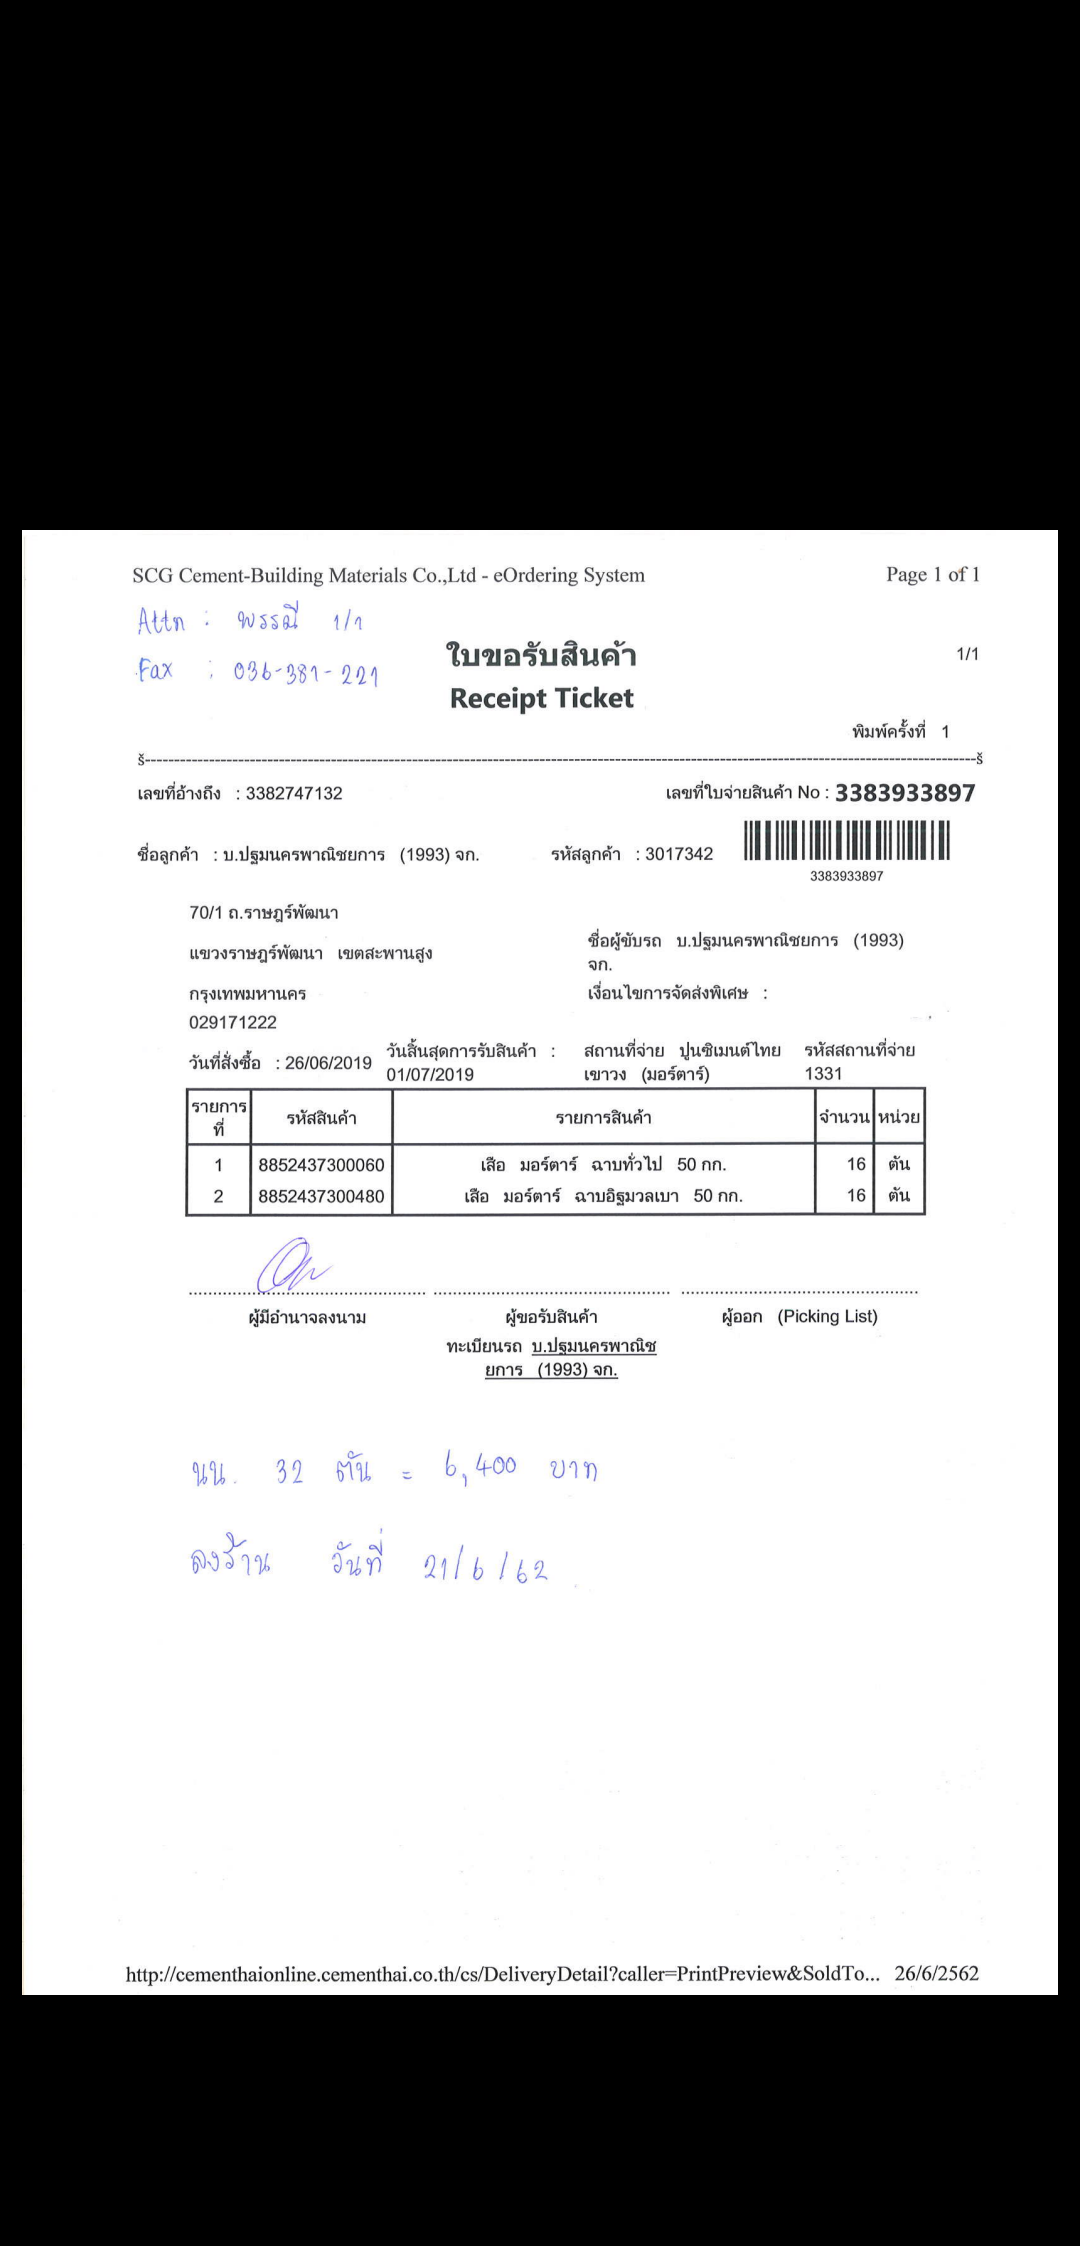 SCG Cement-Building Materials Co.,Ltd - eOrdering System Page 1 of 1
Attn : พรรณี 1/1
Fax : 036-381-221
ใบขอรับสินค้า 1/1
Receipt Ticket
พิมพ์ครั้งที่ 1
เลขที่อ้างถึง : 3382747132 เลขที่ใบจ่ายสินค้า No : 3383933897
ชื่อลูกค้า : บ.ปฐมนครพาณิชยการ (1993) จก. รหัสลูกค้า : 3017342
3383933897
70/1 ถ.ราษฎร์พัฒนา
แขวงราษฎร์พัฒนา เขตสะพานสูง
ชื่อผู้ขับรถ บ.ปฐมนครพาณิชยการ (1993)
จก.
กรุงเทพมหานคร เงื่อนไขการจัดส่งพิเศษ :
029171222
วันที่สั่งซื้อ : 26/06/2019 วันสิ้นสุดการรับสินค้า : 01/07/2019 สถานที่จ่าย ปูนซิเมนต์ไทย เขาวง (มอร์ตาร์) รหัสสถานที่จ่าย 1331
รายการที่ รหัสสินค้า รายการสินค้า จำนวน หน่วย
1 8852437300060 เสือ มอร์ตาร์ ฉาบทั่วไป 50 กก. 16 ตัน
2 8852437300480 เสือ มอร์ตาร์ ฉาบอิฐมวลเบา 50 กก. 16 ตัน
ผู้มีอำนาจลงนาม ผู้ขอรับสินค้า ผู้ออก (Picking List)
ทะเบียนรถ บ.ปฐมนครพาณิช
ยการ (1993) จก.
นน. 32 ตัน = 6,400 บาท
ลงร้าน วันที่ 21/6/62
http://cementhaionline.cementhai.co.th/cs/DeliveryDetail?caller=PrintPreview&SoldTo... 26/6/2562